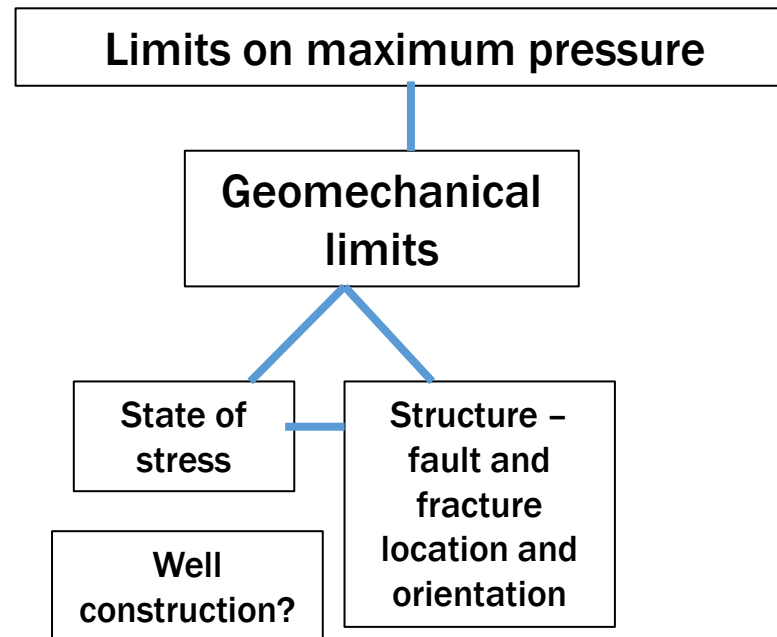 Limits on maximum pressure
Geomechanical
limits
State of
stress
Structure –
fault and
fracture
location and
orientation
Well
construction?